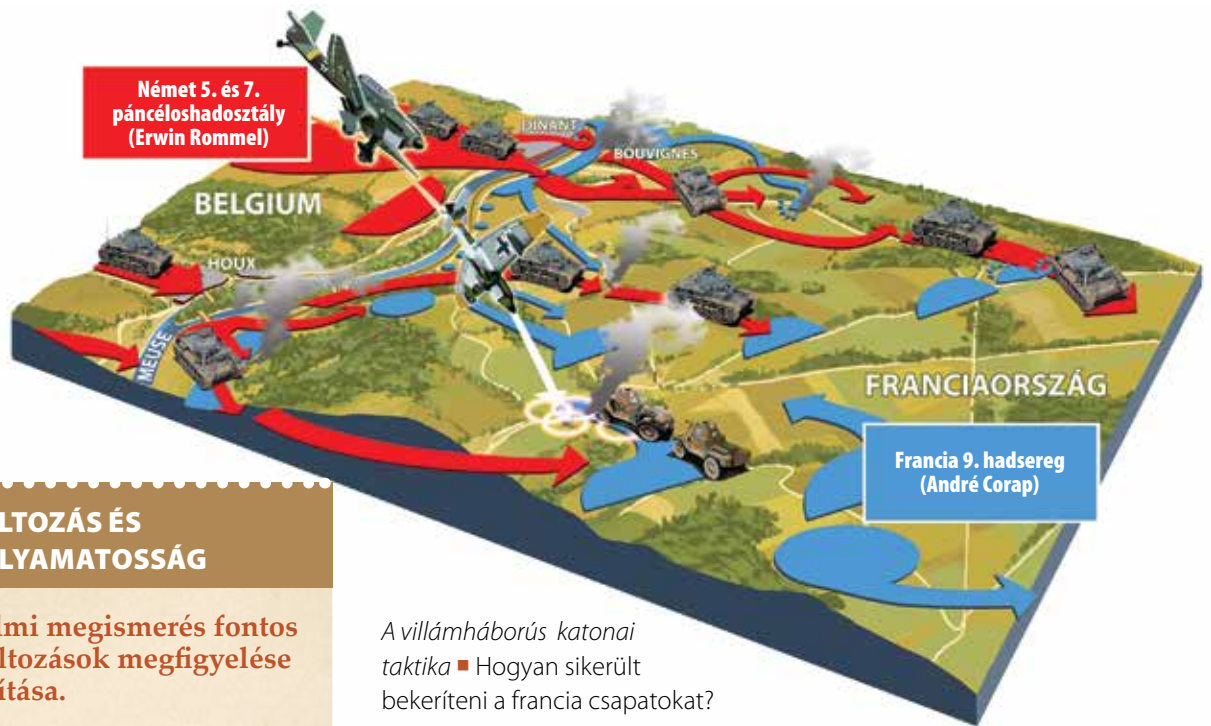 Német 5. és 7.
páncéloshadosztály
(Erwin Rommel)
DINANT
BOUVIGNES
BELGIUM
HOUX
MEUSE
FRANCIAORSZÁG
Francia 9. hadsereg
(André Corap)
LTOZÁS ÉS
LYAMATOSSÁG
lmi megismerés fontos
ltozások megfigyelése
ítása.
A villámháborús katonai
taktika ■ Hogyan sikerült
bekeríteni a francia csapatokat?